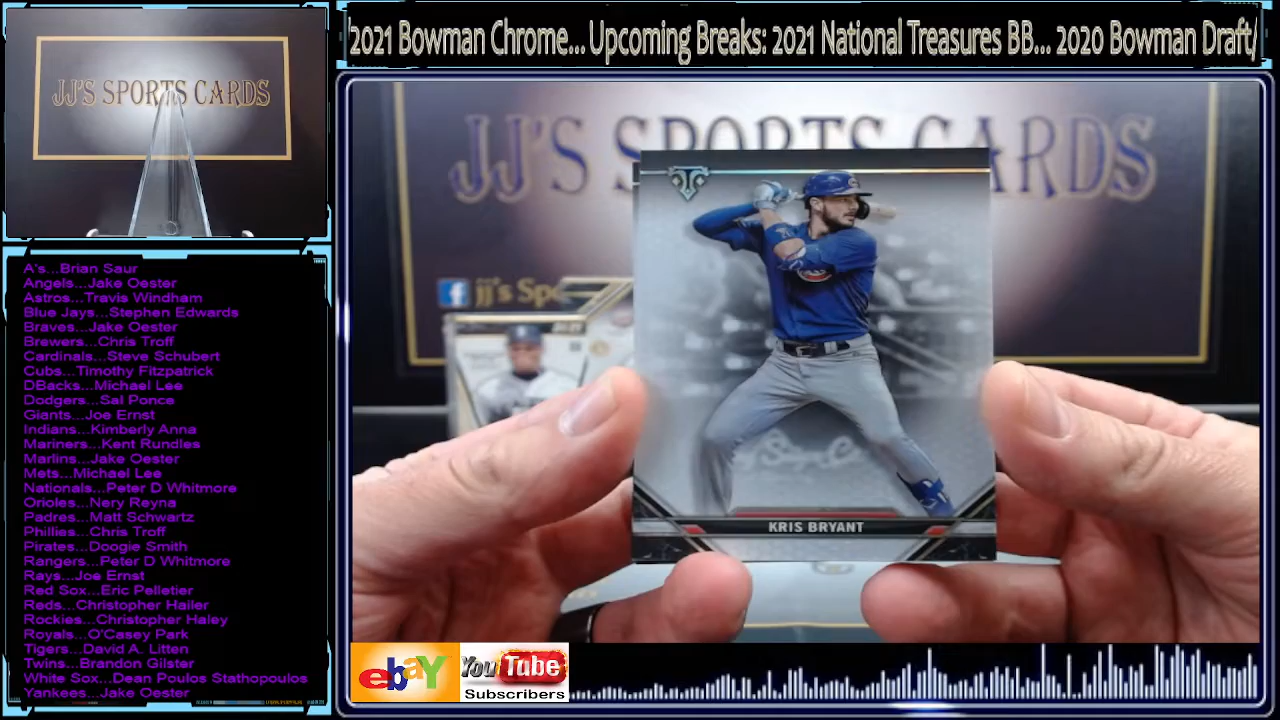 JJ'S SPORTS CARDS
/2021 Bowman Chrome... Upcoming Breaks: 2021 National Treasures BB... 2020 Bowman Draft/
JJ'S SPORTS CARDS
jj's Spo
KRIS BRYANT
A's...Brian Saur
Angels...Jake Oester
Astros...Travis Windham
Blue Jays...Stephen Edwards
Braves...Jake Oester
Brewers...Chris Troff
Cardinals...Steve Schubert
Cubs...Timothy Fitzpatrick
DBacks...Michael Lee
Dodgers...Sal Ponce
Giants...Joe Ernst
Indians...Kimberly Anna
Mariners...Kent Rundles
Marlins...Jake Oester
Mets...Michael Lee
Nationals...Peter D Whitmore
Orioles...Nery Reyna
Padres...Matt Schwartz
Phillies...Chris Troff
Pirates...Doogie Smith
Rangers...Peter D Whitmore
Rays...Joe Ernst
Red Sox...Eric Pelletier
Reds...Christopher Hailer
Rockies...Christopher Haley
Royals...O'Casey Park
Tigers...David A. Litten
Twins...Brandon Gilster
White Sox...Dean Poulos Stathopoulos
Yankees...Jake Oester
ebay
YouTube
Subscribers